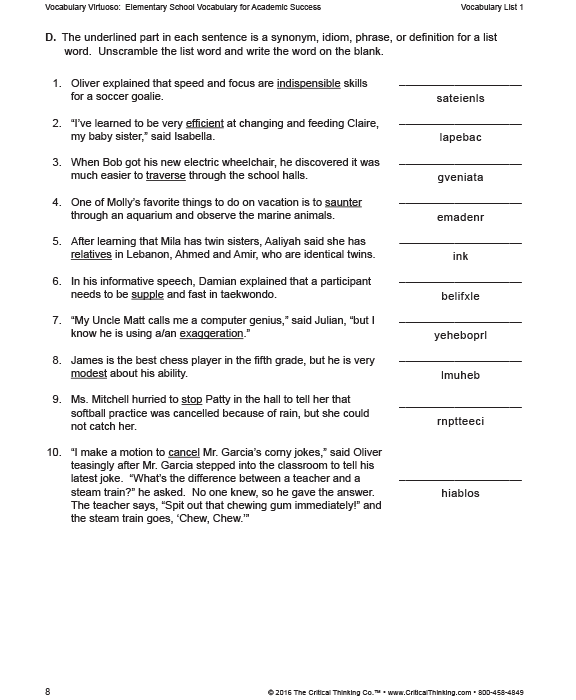 Vocabulary Virtuoso: Elementary School Vocabulary for Academic Success Vocabulary List 1
D. The underlined part in each sentence is a synonym, idiom, phrase, or definition for a list
word. Unscramble the list word and write the word on the blank.
1. Oliver explained that speed and focus are indispensible skills
for a soccer goalie.
sateienls
2. “I’ve learned to be very efficient at changing and feeding Claire,
my baby sister,” said Isabella.
lapebac
3. When Bob got his new electric wheelchair, he discovered it was
much easier to traverse through the school halls.
gveniata
4. One of Molly’s favorite things to do on vacation is to saunter
through an aquarium and observe the marine animals.
emadenr
5. After learning that Mila has twin sisters, Aaliyah said she has
relatives in Lebanon, Ahmed and Amir, who are identical twins.
ink
6. In his informative speech, Damian explained that a participant
needs to be supple and fast in taekwondo.
belifxle
7. “My Uncle Matt calls me a computer genius,” said Julian, “but I
know he is using a/an exaggeration.”
yeheboprl
8. James is the best chess player in the fifth grade, but he is very
modest about his ability.
lmuheb
9. Ms. Mitchell hurried to stop Patty in the hall to tell her that
softball practice was cancelled because of rain, but she could
not catch her.
rnptteeci
10. “I make a motion to cancel Mr. Garcia’s corny jokes,” said Oliver
teasingly after Mr. Garcia stepped into the classroom to tell his
latest joke. “What’s the difference between a teacher and a
steam train?” he asked. No one knew, so he gave the answer.
The teacher says, “Spit out that chewing gum immediately!” and
the steam train goes, ‘Chew, Chew.’”
hiablos
8 © 2016 The Critical Thinking Co.™ • www.CriticalThinking.com • 800-458-4849